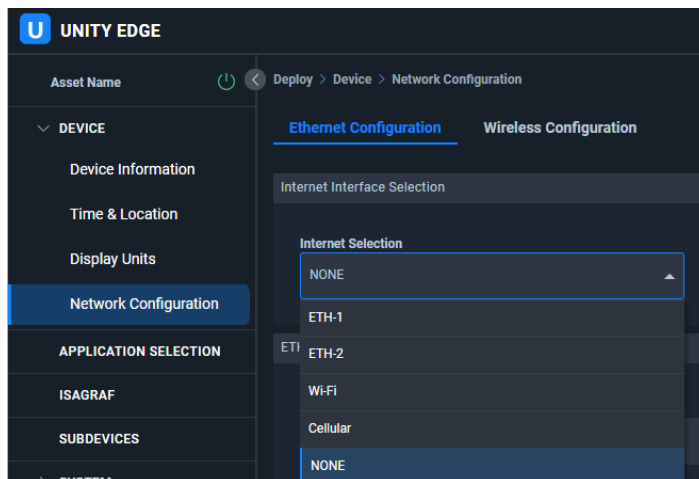 U UNITY EDGE
Asset Name
Deploy > Device > Network Configuration
DEVICE
Ethernet Configuration
Wireless Configuration
Device Information
Internet Interface Selection
Time & Location
Internet Selection
Display Units
NONE
Network Configuration
ETH-1
APPLICATION SELECTION
ETH-2
ISAGRAF
Wi-Fi
Cellular
SUBDEVICES
NONE